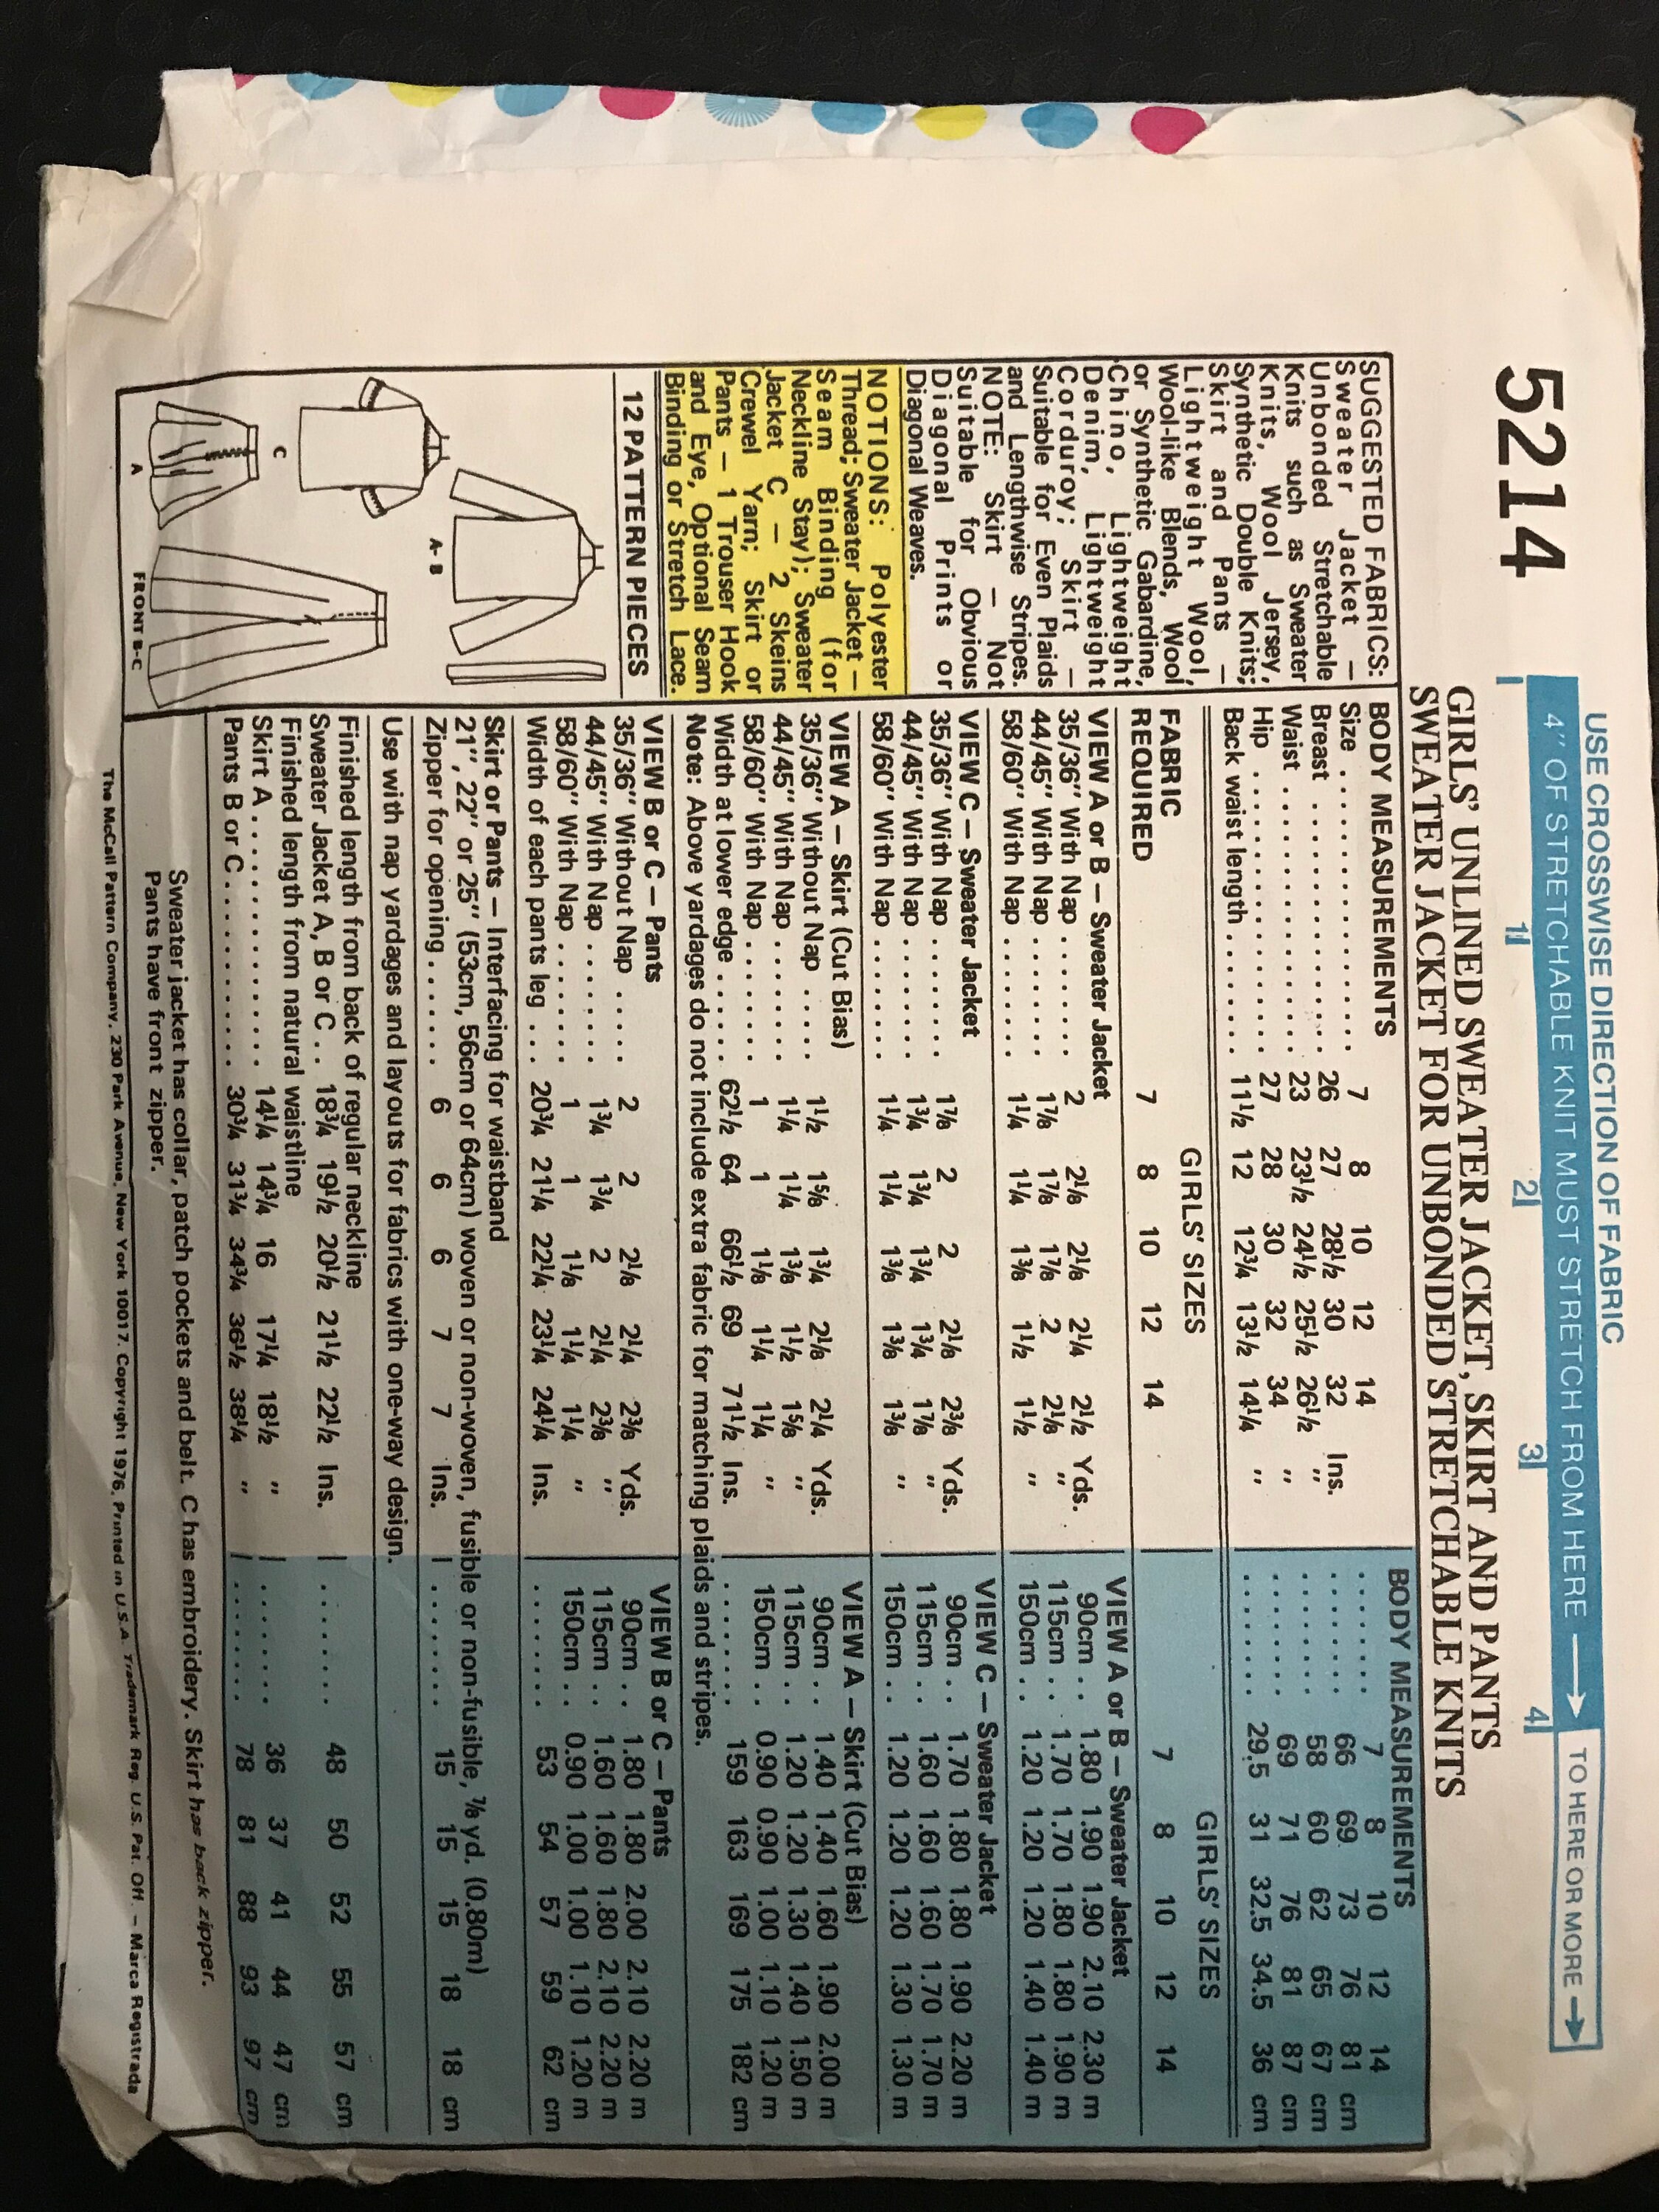 5214
USE CROSSWISE DIRECTION OF FABRIC
4" OF STRETCHABLE KNIT MUST STRETCH FROM HERE
TO HERE OR MORE
1 2 3 4
GIRLS' UNLINED SWEATER JACKET, SKIRT AND PANTS
SWEATER JACKET FOR UNBONDED STRETCHABLE KNITS
SUGGESTED FABRICS:
Sweater Jacket –
Unbonded Stretchable
Knits such as Sweater
Knits, Wool Jersey,
Synthetic Double Knits;
Skirt and Pants –
Lightweight Wool,
Wool-like Blends, Wool
or Synthetic Gabardine,
Chino, Lightweight
Denim, Lightweight
Corduroy; Skirt –
Suitable for Even Plaids
and Lengthwise Stripes.
NOTE: Skirt – Not
Suitable for Obvious
Diagonal Prints or
Diagonal Weaves.
NOTIONS: Polyester
Thread; Sweater Jacket –
Seam Binding (for
Neckline Stay); Sweater
Jacket C – 2 Skeins
Crewel Yarn; Skirt or
Pants – 1 Trouser Hook
and Eye, Optional Seam
Binding or Stretch Lace.
12 PATTERN PIECES
A-B
C
A
FRONT B-C
BODY MEASUREMENTS
Size . . . . . . . . . . . . . . 7 8 10 12 14
Breast . . . . . . . . . . . . 26 27 28½ 30 32 Ins.
Waist . . . . . . . . . . . . . 23 23½ 24½ 25½ 26½ "
Hip . . . . . . . . . . . . . . 27 28 30 32 34 "
Back waist length . . . . . . . 11½ 12 12¾ 13½ 14¼ "
FABRIC GIRLS' SIZES
REQUIRED 7 8 10 12 14
VIEW A or B – Sweater Jacket
35/36" With Nap . . . . . . . 2 2⅛ 2⅛ 2¼ 2½ Yds.
44/45" With Nap . . . . . . . 1⅞ 1⅞ 1⅞ 2 2⅛ "
58/60" With Nap . . . . . . . 1¼ 1¼ 1⅜ 1½ 1½ "
VIEW C – Sweater Jacket
35/36" With Nap . . . . . . . 1⅞ 2 2 2⅛ 2⅜ Yds.
44/45" With Nap . . . . . . . 1¾ 1¾ 1¾ 1¾ 1⅞ "
58/60" With Nap . . . . . . . 1¼ 1¼ 1⅜ 1⅜ 1⅜ "
VIEW A – Skirt (Cut Bias)
35/36" Without Nap . . . . . 1½ 1⅝ 1¾ 2⅛ 2¼ Yds.
44/45" With Nap . . . . . . . 1¼ 1¼ 1⅜ 1½ 1⅝ "
58/60" With Nap . . . . . . . 1 1 1⅛ 1¼ 1¼ "
Width at lower edge . . . . . 62½ 64 66½ 69 71½ Ins.
Note: Above yardages do not include extra fabric for matching plaids and stripes.
VIEW B or C – Pants
35/36" Without Nap . . . . . 2 2 2⅛ 2¼ 2⅜ Yds.
44/45" With Nap . . . . . . . 1¾ 1¾ 2 2¼ 2⅜ "
58/60" With Nap . . . . . . . 1 1 1⅛ 1¼ 1¼ "
Width of each pants leg . . . 20¾ 21¼ 22¼ 23¼ 24¼ Ins.
Skirt or Pants – Interfacing for waistband
21", 22" or 25" (53cm, 56cm or 64cm) woven or non-woven, fusible or non-fusible, ⅞ yd. (0.80m)
Zipper for opening . . . . . . . 6 6 6 7 7 Ins.
Use with nap yardages and layouts for fabrics with one-way design.
Finished length from back of regular neckline
Sweater Jacket A, B or C . . 18¾ 19½ 20½ 21½ 22½ Ins.
Finished length from natural waistline
Skirt A . . . . . . . . . . . . 14¼ 14¾ 16 17¼ 18½ "
Pants B or C . . . . . . . . . . 30¾ 31¾ 34¾ 36½ 38¼ "
BODY MEASUREMENTS
. . . . . . . . 7 8 10 12 14
. . . . . . . . 66 69 73 76 81 cm
. . . . . . . . 58 60 62 65 67 cm
. . . . . . . . 69 71 76 81 87 cm
. . . . . . . . 29.5 31 32.5 34.5 36 cm
GIRLS' SIZES
7 8 10 12 14
VIEW A or B – Sweater Jacket
90cm . . 1.80 1.90 1.90 2.10 2.30 m
115cm . . 1.70 1.70 1.80 1.80 1.90 m
150cm . . 1.20 1.20 1.20 1.40 1.40 m
VIEW C – Sweater Jacket
90cm . . 1.70 1.80 1.80 1.90 2.20 m
115cm . . 1.60 1.60 1.60 1.70 1.70 m
150cm . . 1.20 1.20 1.20 1.30 1.30 m
VIEW A – Skirt (Cut Bias)
90cm . . 1.40 1.40 1.60 1.90 2.00 m
115cm . . 1.20 1.20 1.30 1.40 1.50 m
150cm . . 0.90 0.90 1.00 1.10 1.20 m
. . . . . . . . 159 163 169 175 182 cm
VIEW B or C – Pants
90cm . . 1.80 1.80 2.00 2.10 2.20 m
115cm . . 1.60 1.60 1.80 2.10 2.20 m
150cm . . 0.90 1.00 1.00 1.10 1.20 m
. . . . . . . . 53 54 57 59 62 cm
. . . . . . . . 15 15 15 18 18 cm
. . . . . . . . 48 50 52 55 57 cm
. . . . . . . . 36 37 41 44 47 cm
. . . . . . . . 78 81 88 93 97 cm
Sweater jacket has collar, patch pockets and belt. C has embroidery. Skirt has back zipper.
Pants have front zipper.
The McCall Pattern Company, 230 Park Avenue, New York 10017. Copyright 1976. Printed in U.S.A. Trademark Reg. U.S. Pat. Off. – Marca Registrada